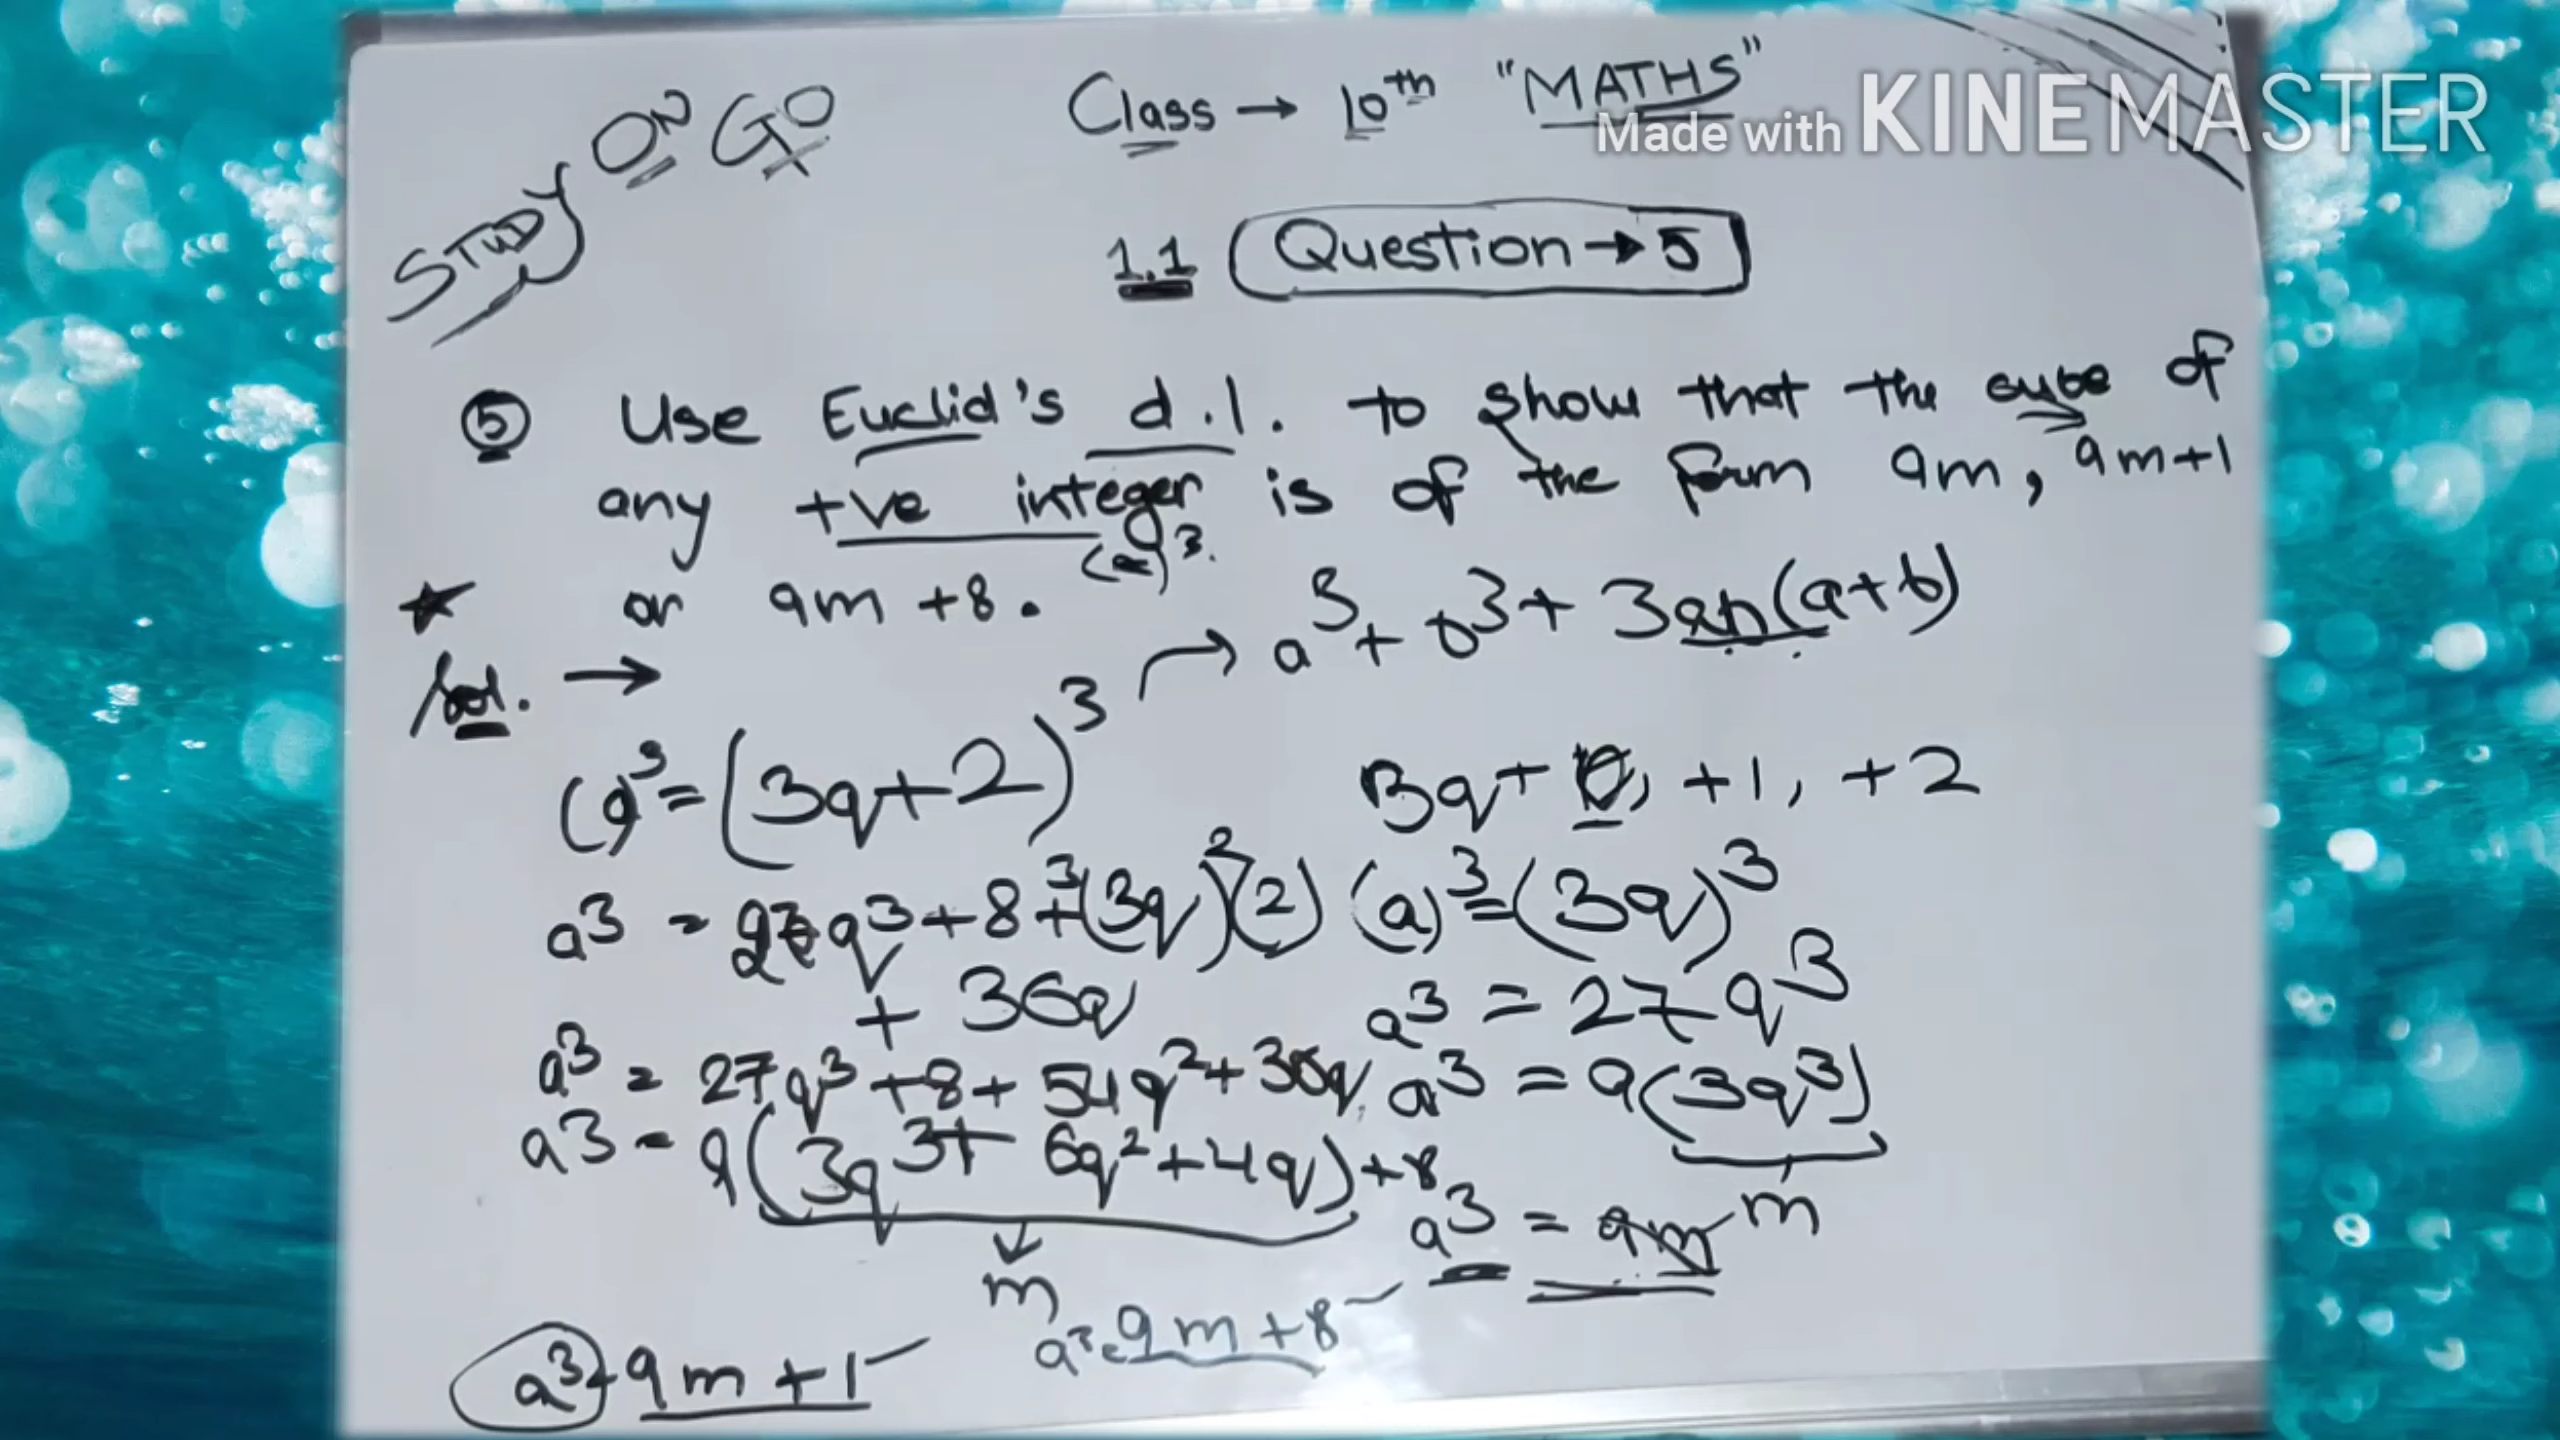 STUDY ON GO
Class → 10th "MATHS"
Made with KINEMASTER
1.1 Question → 5
⑤ Use Euclid's d.l. to show that the cube of
any +ve integer is of the form 9m, 9m+1
or 9m+8. (a)³.
Sol. →
→ a³+b³+3ab(a+b)
(a)³=(3q+2)³
3q+0, +1, +2
a³ = 27q³+8+3(3q)²(2)
+ 36q
a³ = 27q³+8+54q²+36q
a³ = 9(3q³+6q²+4q)+8
m
a³=9m+8
a³=9m+1
(a)³=(3q)³
a³ = 27q³
a³ = 9(3q³)
m
a³ = 9m